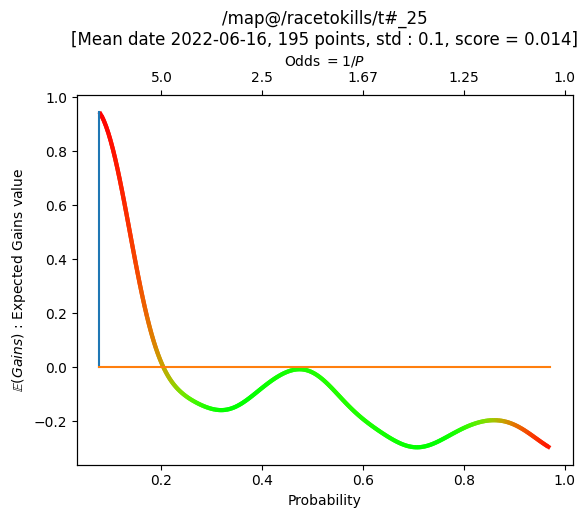 /map@/racetokills/t#_25
[Mean date 2022-06-16, 195 points, std : 0.1, score = 0.014]
Odds = 1/P
5.0 2.5 1.67 1.25 1.0
1.0
0.8
0.6
0.4
0.2
0.0
−0.2
𝔼(Gains) : Expected Gains value
0.2 0.4 0.6 0.8 1.0
Probability